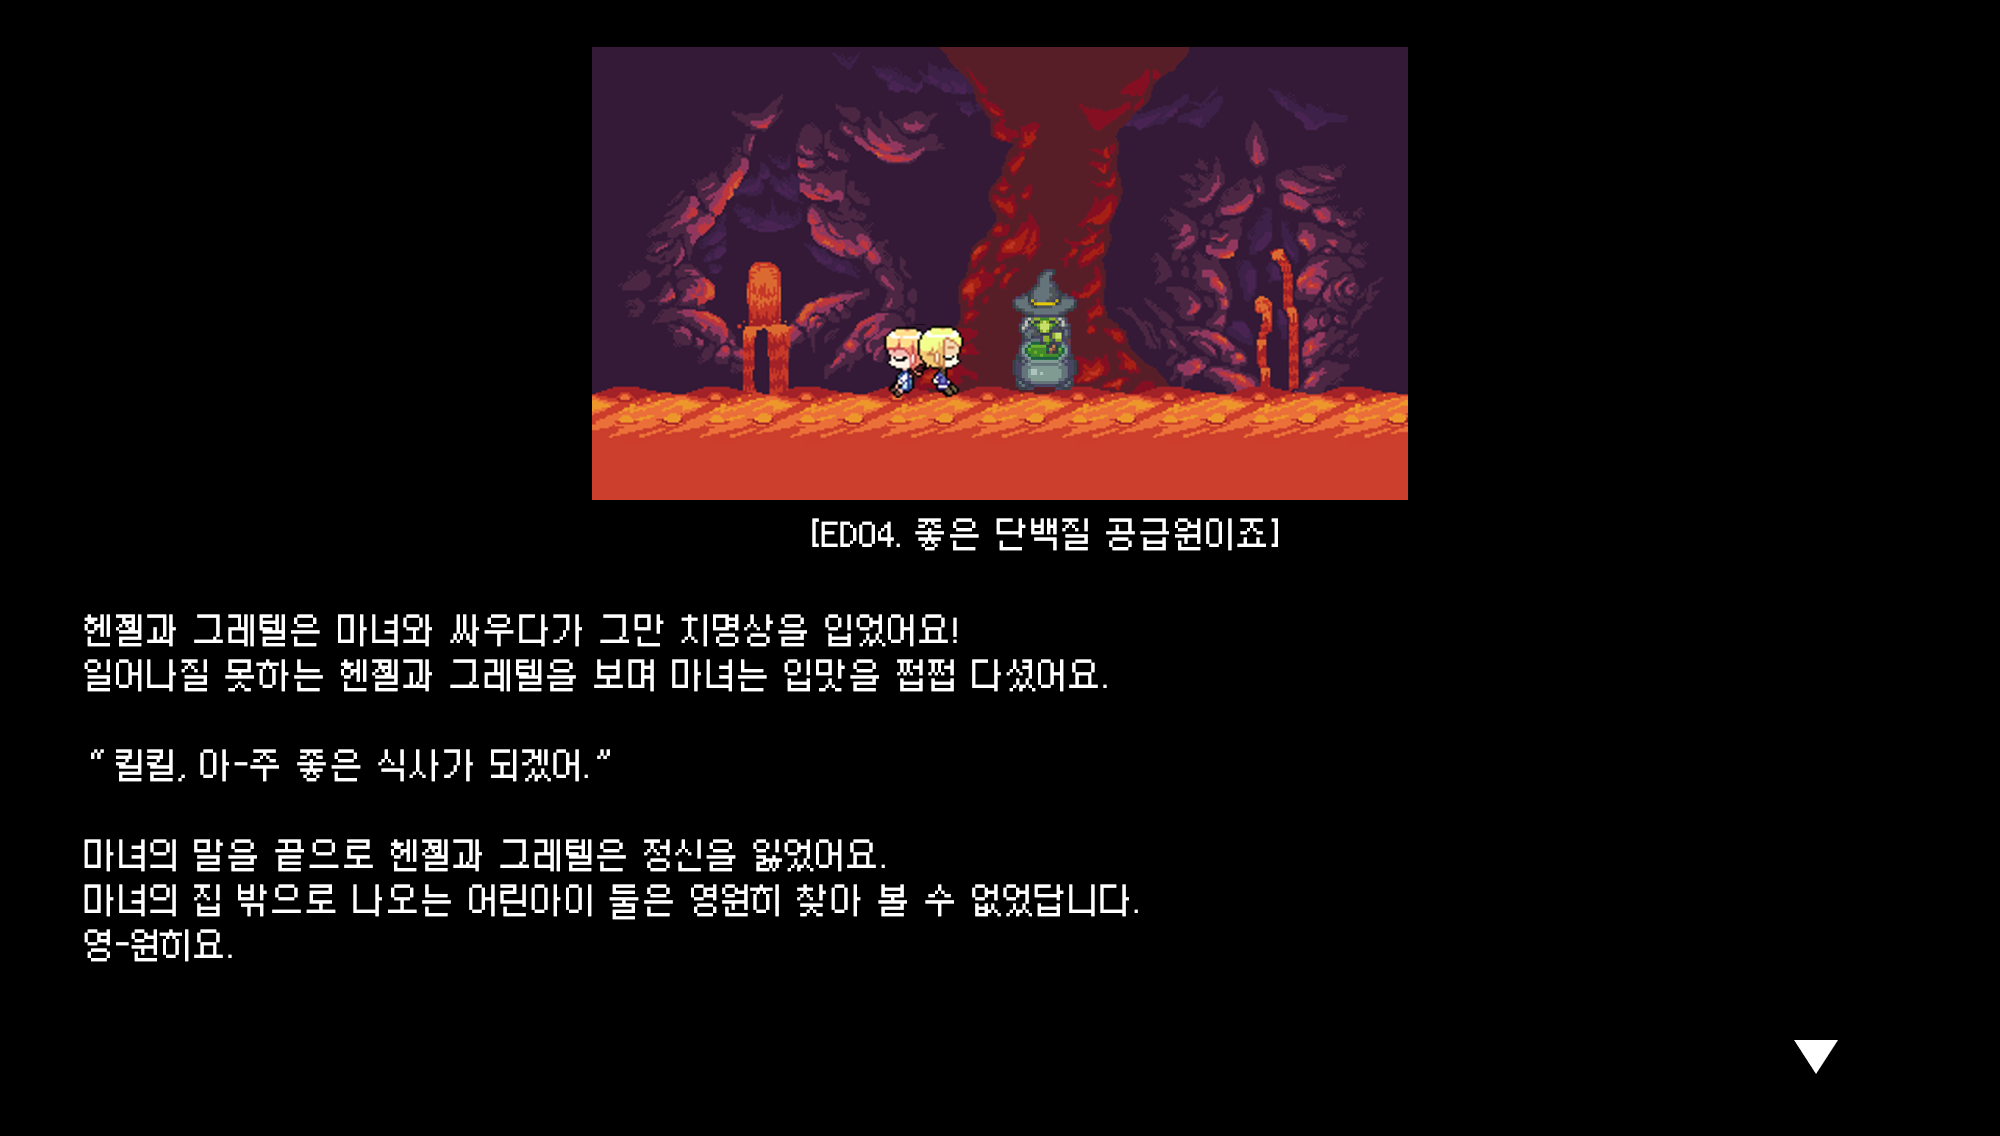 [ED04. 좋은 단백질 공급원이죠]
헨젤과 그레텔은 마녀와 싸우다가 그만 치명상을 입었어요!
일어나질 못하는 헨젤과 그레텔을 보며 마녀는 입맛을 쩝쩝 다셨어요.
“킬킬, 아-주 좋은 식사가 되겠어.”
마녀의 말을 끝으로 헨젤과 그레텔은 정신을 잃었어요.
마녀의 집 밖으로 나오는 어린아이 둘은 영원히 찾아 볼 수 없었답니다.
영-원히요.